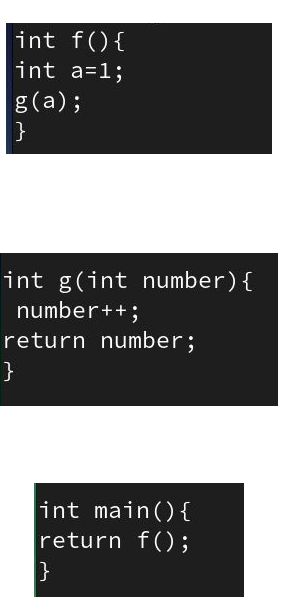 int f(){
int a=1;
g(a);
}
int g(int number){
 number++;
return number;
}
int main(){
return f();
}